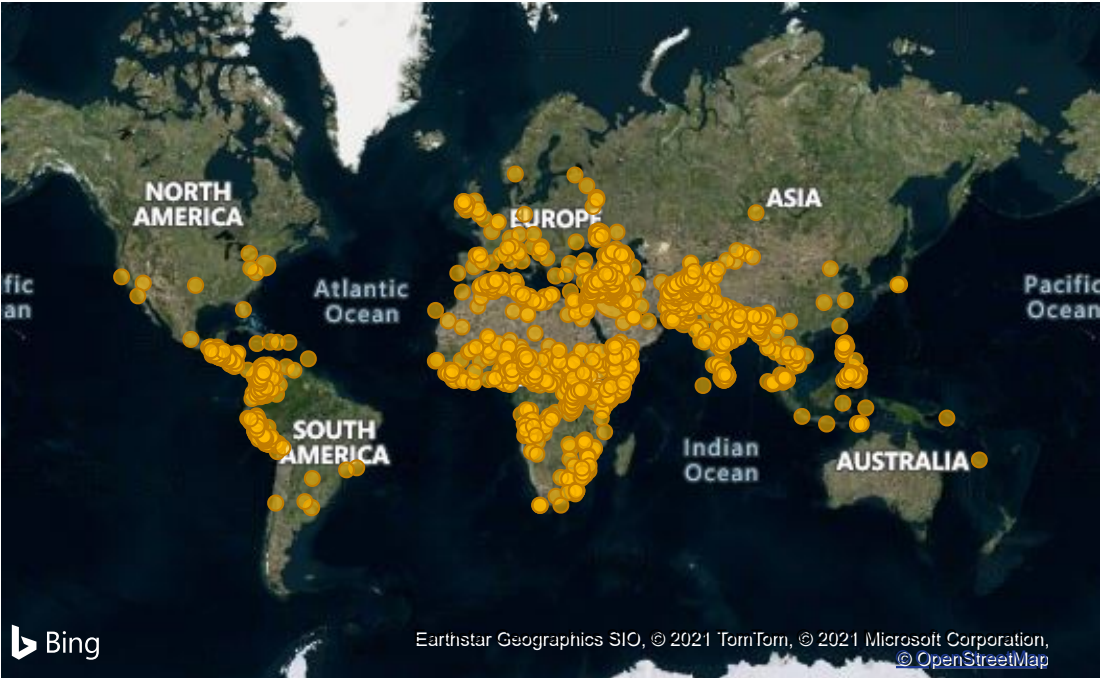 NORTH
AMERICA
EUROPE
ASIA
fic
an
Atlantic
Ocean
Pacific
Ocean
SOUTH
AMERICA
Indian
Ocean
AUSTRALIA
Bing
Earthstar Geographics SIO, © 2021 TomTom, © 2021 Microsoft Corporation,
© OpenStreetMap